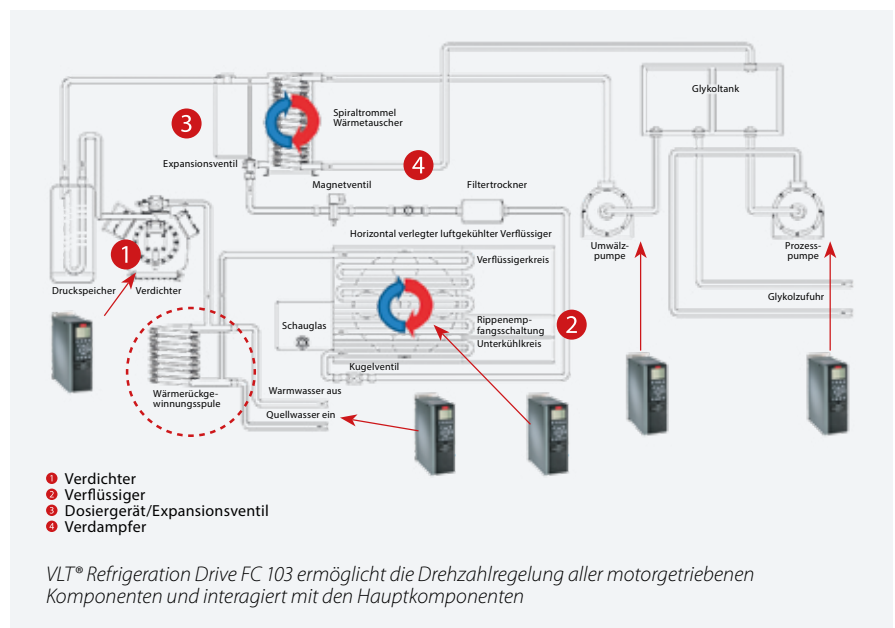 Glykoltank
3
Spiraltrommel
Wärmetauscher
Expansionsventil
4
Magnetventil
Filtertrockner
Horizontal verlegter luftgekühlter Verflüssiger
Umwälz-
pumpe
Prozess-
pumpe
1
Verflüssigerkreis
Druckspeicher
Verdichter
Glykolzufuhr
Schauglas
Rippenemp-
fangsschaltung
2
Unterkühlkreis
Kugelventil
Wärmerückge-
winnungsspule
Warmwasser aus
Quellwasser ein
1 Verdichter
2 Verflüssiger
3 Dosiergerät/Expansionsventil
4 Verdampfer
VLT® Refrigeration Drive FC 103 ermöglicht die Drehzahlregelung aller motorgetriebenen
Komponenten und interagiert mit den Hauptkomponenten